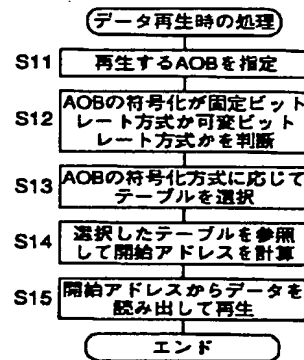 データ再生時の処理
S11
再生するAOBを指定
S12
AOBの符号化が固定ビット
レート方式か可変ビット
レート方式かを判断
S13
AOBの符号化方式に応じて
テーブルを選択
S14
選択したテーブルを参照
して開始アドレスを計算
S15
開始アドレスからデータを
読み出して再生
エンド